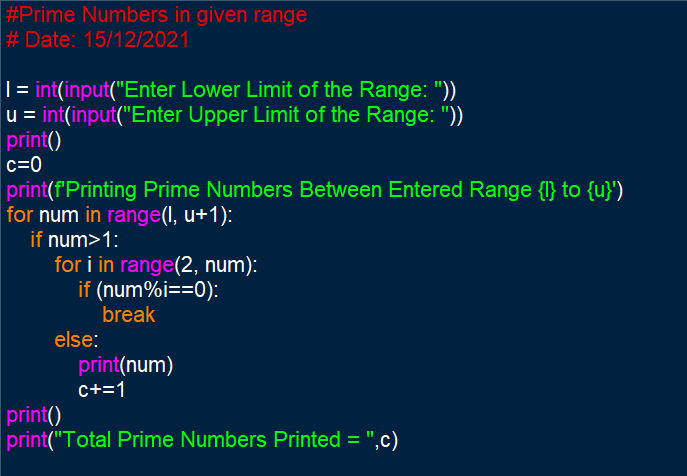 #Prime Numbers in given range
# Date: 15/12/2021
l = int(input("Enter Lower Limit of the Range: "))
u = int(input("Enter Upper Limit of the Range: "))
print()
c=0
print(f'Printing Prime Numbers Between Entered Range {l} to {u}')
for num in range(l, u+1):
    if num>1:
        for i in range(2, num):
            if (num%i==0):
                break
        else:
            print(num)
            c+=1
print()
print("Total Prime Numbers Printed = ",c)